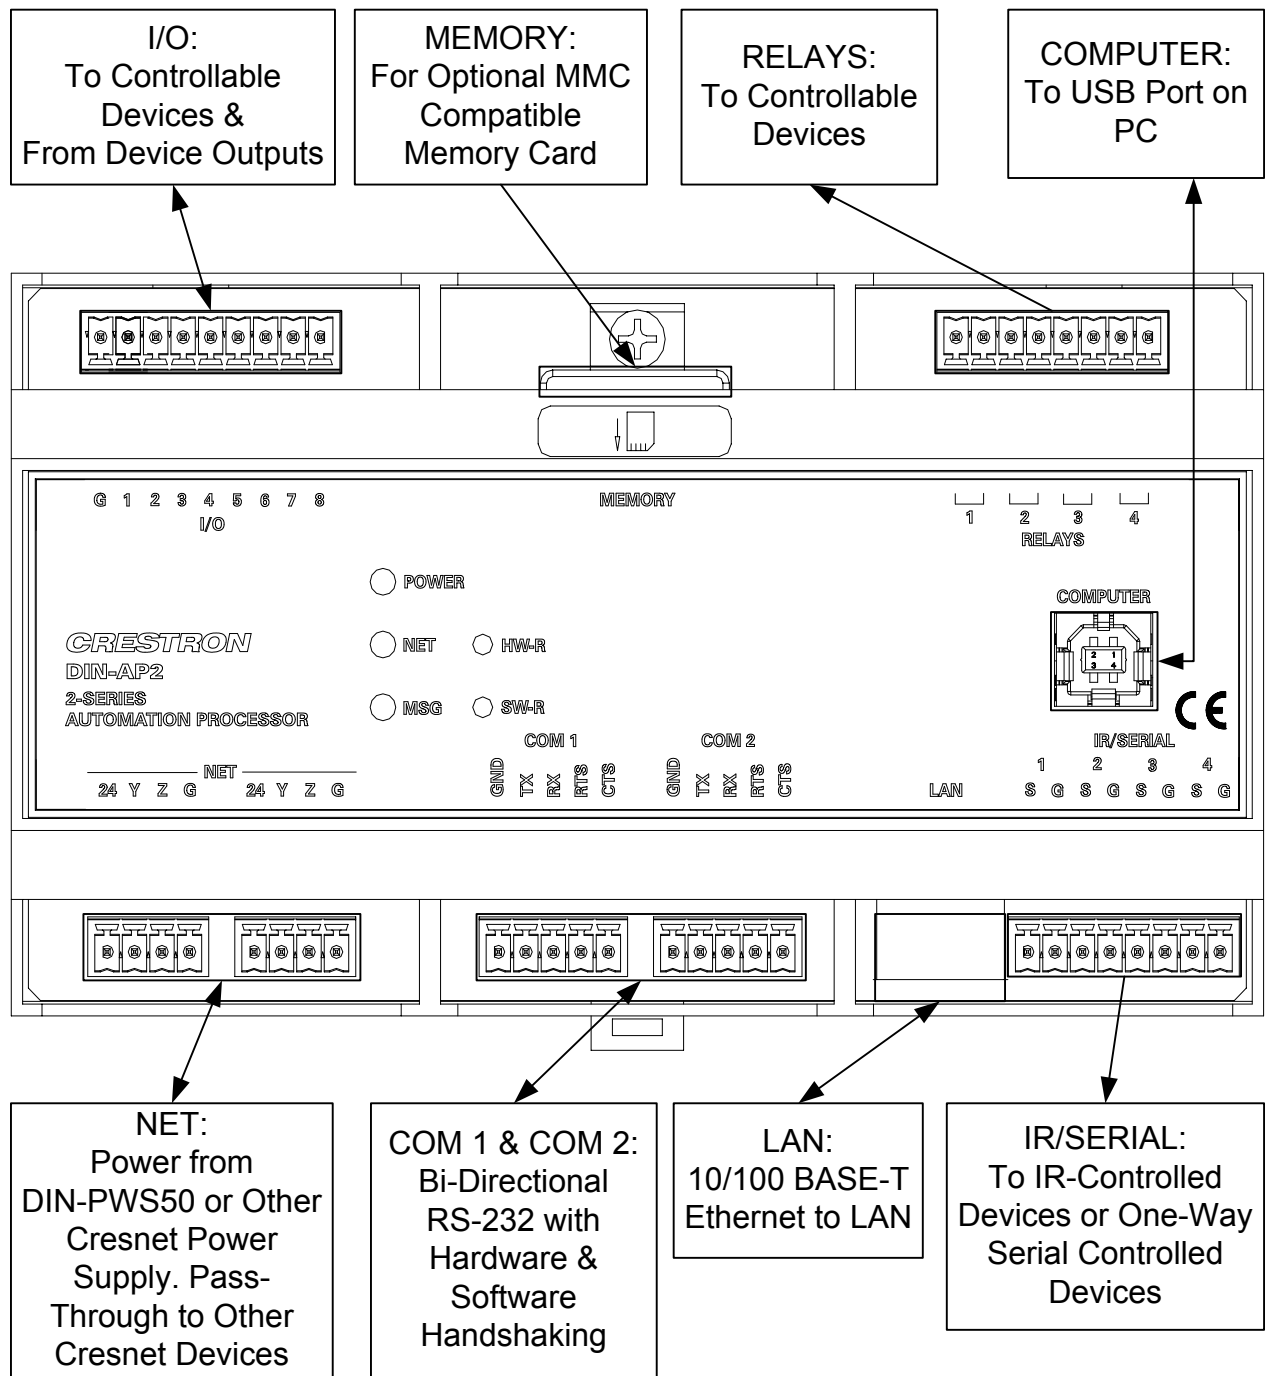 I/O:
To Controllable
Devices &
From Device Outputs
MEMORY:
For Optional MMC
Compatible
Memory Card
RELAYS:
To Controllable
Devices
COMPUTER:
To USB Port on
PC
G 1 2 3 4 5 6 7 8
I/O
MEMORY
1 2 3 4
RELAYS
POWER
COMPUTER
2 1
3 4
CRESTRON
DIN-AP2
2-SERIES
AUTOMATION PROCESSOR
NET
HW-R
MSG
SW-R
CE
COM 1
COM 2
IR/SERIAL
1 2 3 4
NET
24 Y Z G 24 Y Z G
GND TX RX RTS CTS
GND TX RX RTS CTS
LAN
S G S G S G S G
NET:
Power from
DIN-PWS50 or Other
Cresnet Power
Supply. Pass-
Through to Other
Cresnet Devices
COM 1 & COM 2:
Bi-Directional
RS-232 with
Hardware &
Software
Handshaking
LAN:
10/100 BASE-T
Ethernet to LAN
IR/SERIAL:
To IR-Controlled
Devices or One-Way
Serial Controlled
Devices